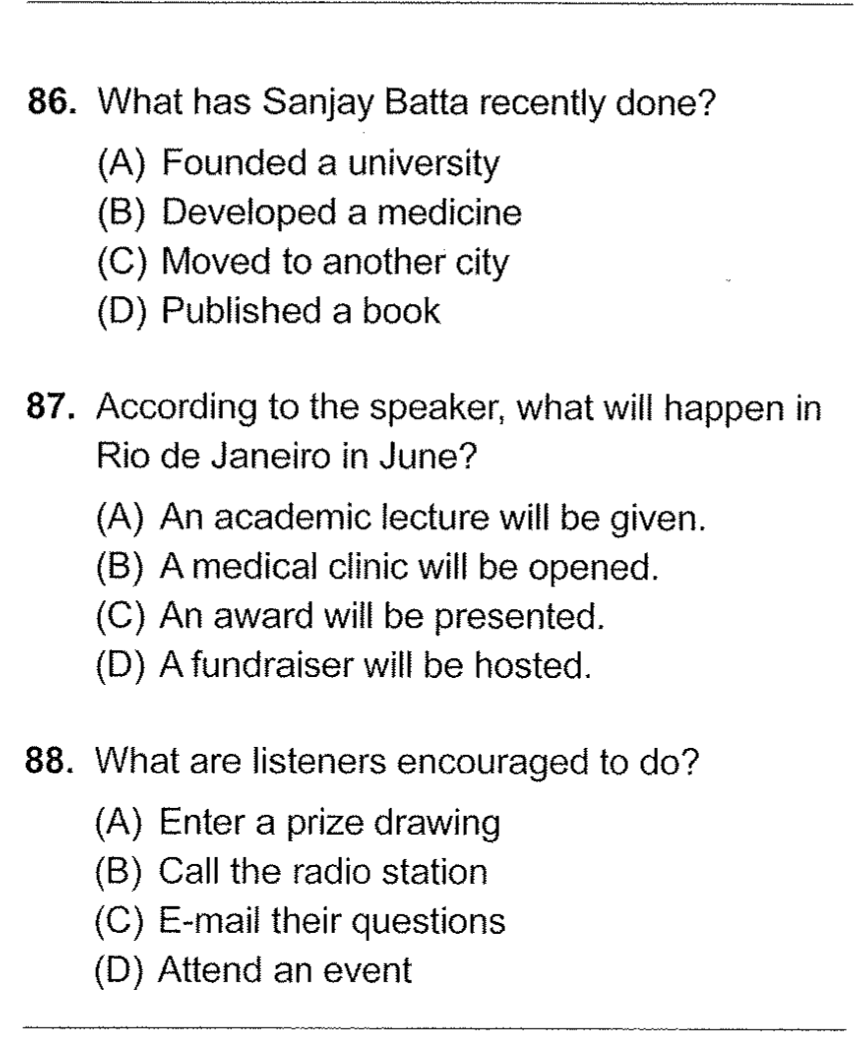 86. What has Sanjay Batta recently done?
(A) Founded a university
(B) Developed a medicine
(C) Moved to another city
(D) Published a book
87. According to the speaker, what will happen in
Rio de Janeiro in June?
(A) An academic lecture will be given.
(B) A medical clinic will be opened.
(C) An award will be presented.
(D) A fundraiser will be hosted.
88. What are listeners encouraged to do?
(A) Enter a prize drawing
(B) Call the radio station
(C) E-mail their questions
(D) Attend an event